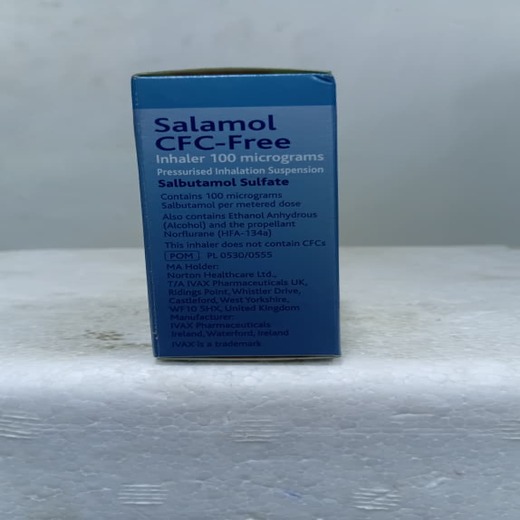 Salamol
CFC-Free
Inhaler 100 micrograms
Pressurised Inhalation Suspension
Salbutamol Sulfate
Contains 100 micrograms
Salbutamol per metered dose
Also contains Ethanol Anhydrous
(Alcohol) and the propellant
Norflurane (HFA-134a)
This inhaler does not contain CFCs
POM PL 0530/0555
MA Holder:
Norton Healthcare Ltd.,
T/A IVAX Pharmaceuticals UK,
Ridings Point, Whistler Drive,
Castleford, West Yorkshire,
WF10 5HX, United Kingdom
Manufacturer:
IVAX Pharmaceuticals
Ireland, Waterford, Ireland
IVAX is a trademark